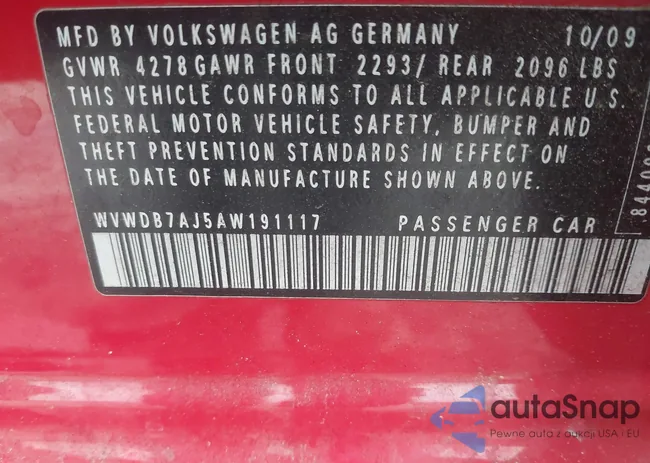 MFD BY VOLKSWAGEN AG GERMANY 10/09
GVWR 4278 GAWR FRONT 2293/ REAR 2096 LBS
THIS VEHICLE CONFORMS TO ALL APPLICABLE U.S.
FEDERAL MOTOR VEHICLE SAFETY, BUMPER AND
THEFT PREVENTION STANDARDS IN EFFECT ON
THE DATE OF MANUFACTURE SHOWN ABOVE.
WVWDB7AJ5AW191117 PASSENGER CAR
autoSnap
Pewne auta z aukcji USA i EU